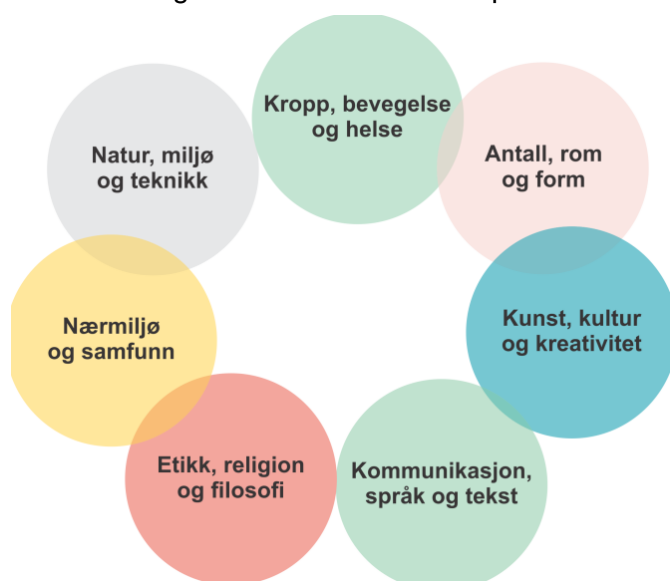 Kropp, bevegelse
og helse
Antall, rom
og form
Kunst, kultur
og kreativitet
Kommunikasjon,
språk og tekst
Etikk, religion
og filosofi
Nærmiljø
og samfunn
Natur, miljø
og teknikk